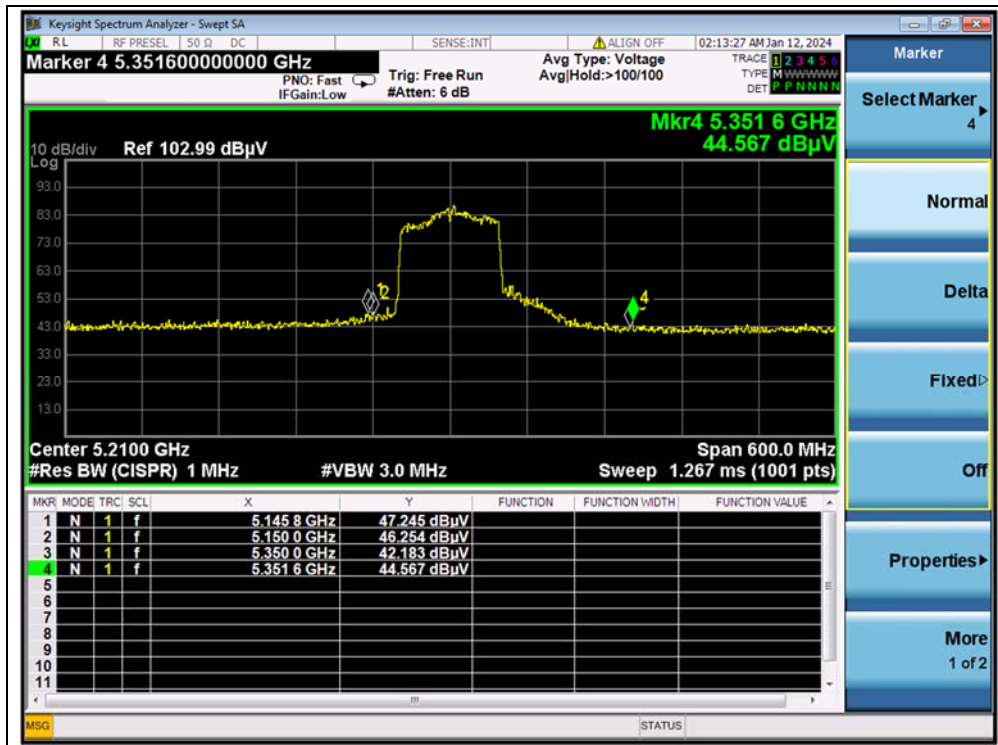 Keysight Spectrum Analyzer - Swept SA
LXI RL RF PRESEL 50 Ω DC SENSE:INT ALIGN OFF 02:13:27 AM Jan 12, 2024
Marker 4 5.351600000000 GHz
PNO: Fast
IFGain:Low
Trig: Free Run
#Atten: 6 dB
Avg Type: Voltage
Avg|Hold:>100/100
TRACE 1 2 3 4 5 6
TYPE M WWWWW
DET P P N N N N
Mkr4 5.351 6 GHz
44.567 dBµV
10 dB/div Ref 102.99 dBµV
Log
93.0
83.0
73.0
63.0
53.0
43.0
33.0
23.0
13.0
1 2
4
Center 5.2100 GHz Span 600.0 MHz
#Res BW (CISPR) 1 MHz #VBW 3.0 MHz Sweep 1.267 ms (1001 pts)
MKR MODE TRC SCL X Y FUNCTION FUNCTION WIDTH FUNCTION VALUE
1 N 1 f 5.145 8 GHz 47.245 dBµV
2 N 1 f 5.150 0 GHz 46.254 dBµV
3 N 1 f 5.350 0 GHz 42.183 dBµV
4 N 1 f 5.351 6 GHz 44.567 dBµV
5
6
7
8
9
10
11
MSG STATUS
Marker
Select Marker
4
Normal
Delta
Fixed
Off
Properties
More
1 of 2